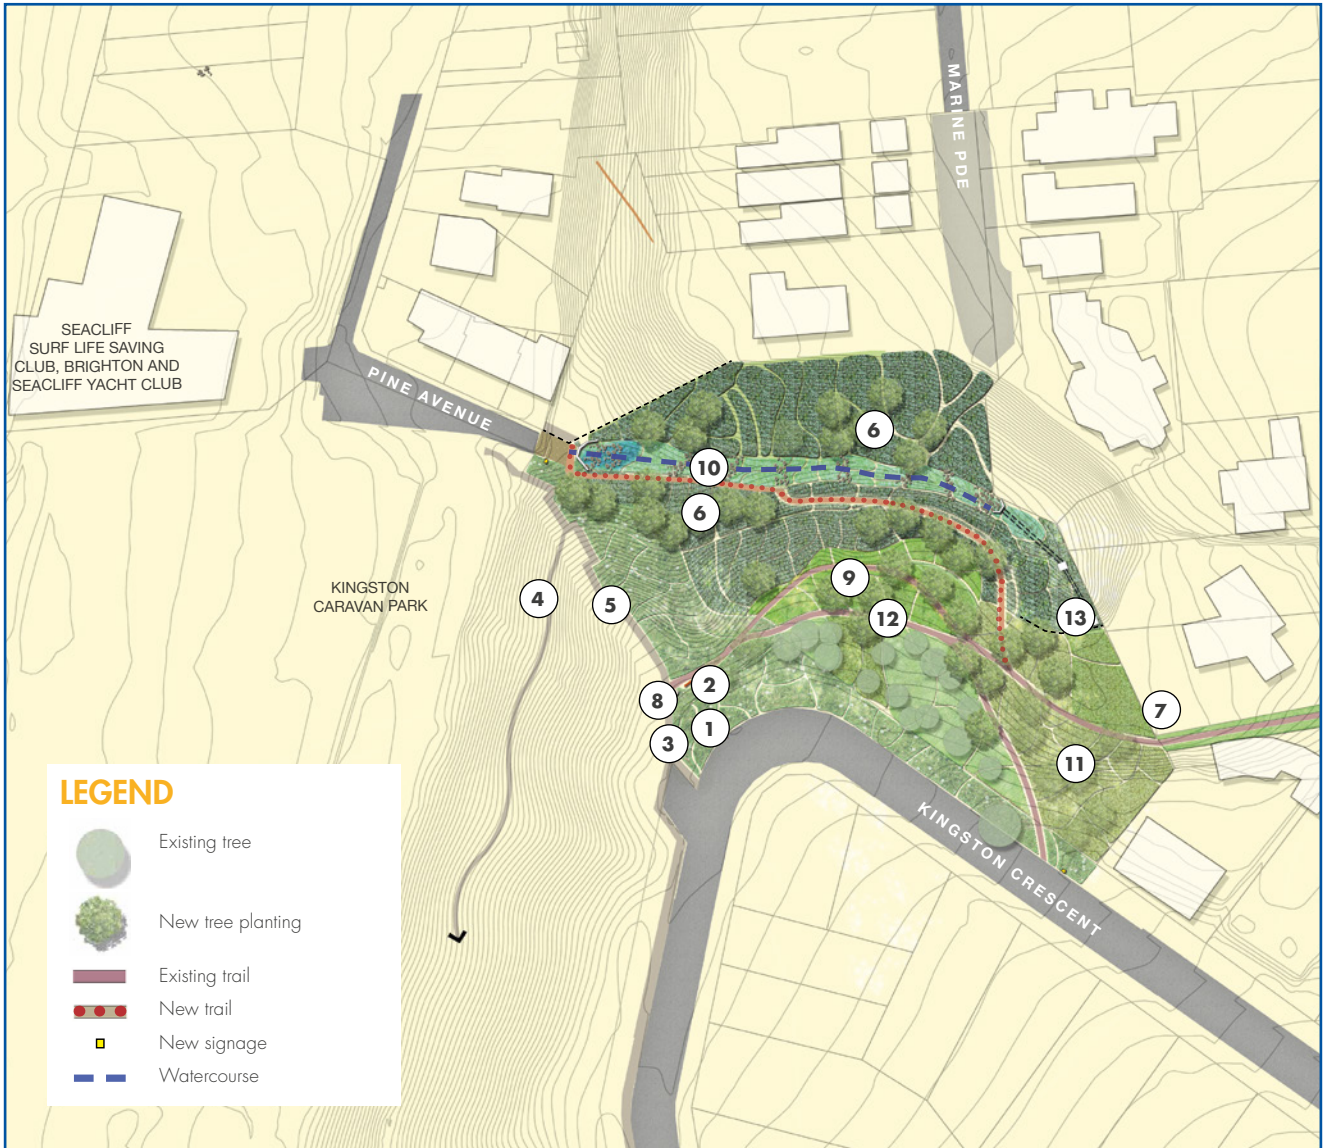 MARINE PDE
SEACLIFF
SURF LIFE SAVING
CLUB, BRIGHTON AND
SEACLIFF YACHT CLUB
PINE AVENUE
6
10
6
KINGSTON
CARAVAN PARK
4
5
9
12
13
2
8
7
1
3
11
KINGSTON CRESCENT
LEGEND
Existing tree
New tree planting
Existing trail
New trail
New signage
Watercourse